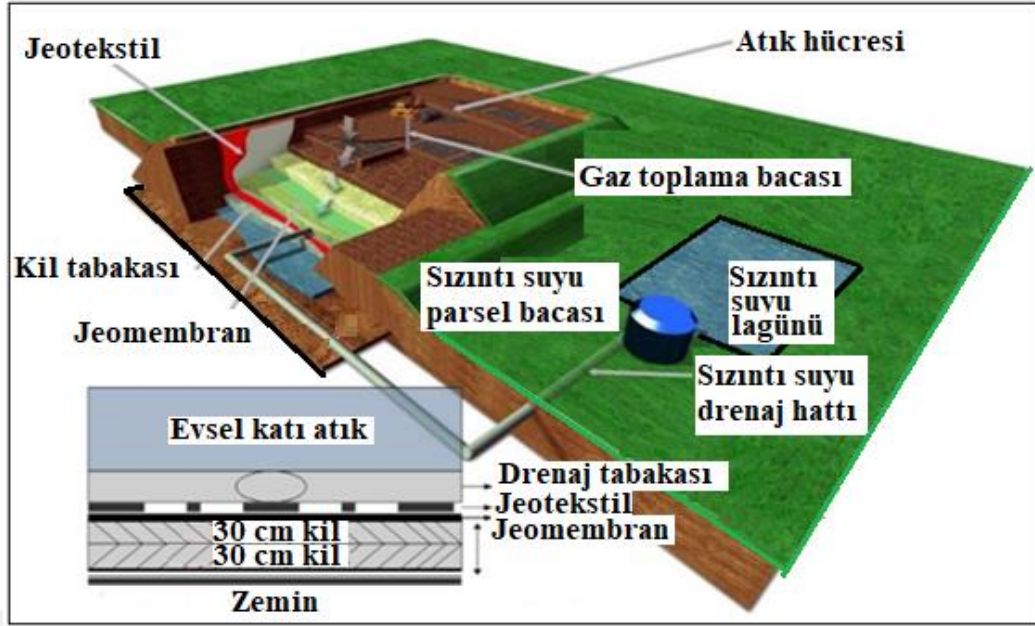 Jeotekstil
Atık hücresi
Gaz toplama bacası
Kil tabakası
Jeomembran
Sızıntı suyu
parsel bacası
Sızıntı
suyu
lagünü
Sızıntı suyu
drenaj hattı
Evsel katı atık
Drenaj tabakası
Jeotekstil
Jeomembran
30 cm kil
30 cm kil
Zemin